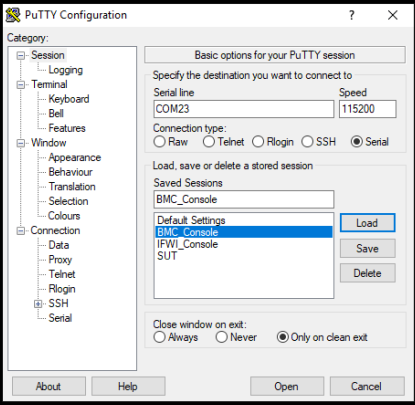 PuTTY Configuration
?
×
Category:
Session
Logging
Terminal
Keyboard
Bell
Features
Window
Appearance
Behaviour
Translation
Selection
Colours
Connection
Data
Proxy
Telnet
Rlogin
SSH
Serial
Basic options for your PuTTY session
Specify the destination you want to connect to
Serial line Speed
COM23 115200
Connection type:
Raw Telnet Rlogin SSH Serial
Load, save or delete a stored session
Saved Sessions
BMC_Console
Default Settings
BMC_Console
IFWI_Console
SUT
Load
Save
Delete
Close window on exit:
Always Never Only on clean exit
About Help Open Cancel